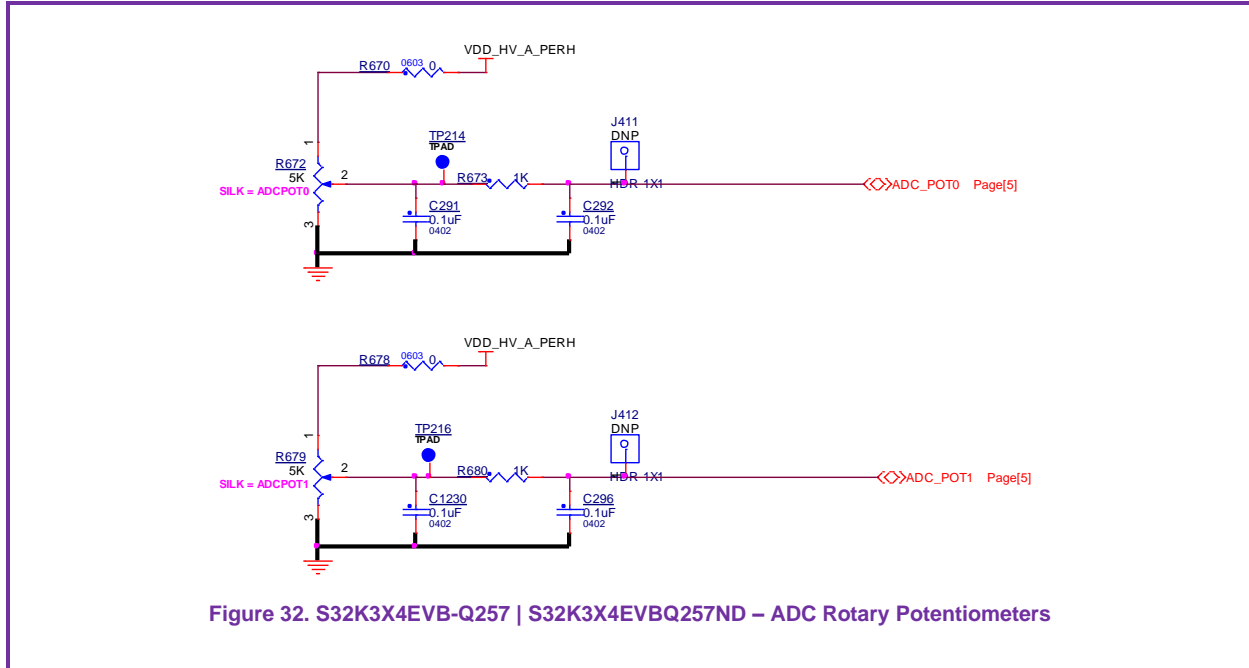 VDD_HV_A_PERH
R670 0603 0
J411
DNP
TP214
TPAD
1
R672
5K
2
SILK = ADCPOT0
R673 1K
HDR 1X1
ADC_POT0 Page[5]
3
C291
0.1uF
0402
C292
0.1uF
0402
VDD_HV_A_PERH
R678 0603 0
J412
DNP
TP216
TPAD
1
R679
5K
2
SILK = ADCPOT1
R680 1K
HDR 1X1
ADC_POT1 Page[5]
3
C1230
0.1uF
0402
C296
0.1uF
0402
Figure 32. S32K3X4EVB-Q257 | S32K3X4EVBQ257ND – ADC Rotary Potentiometers